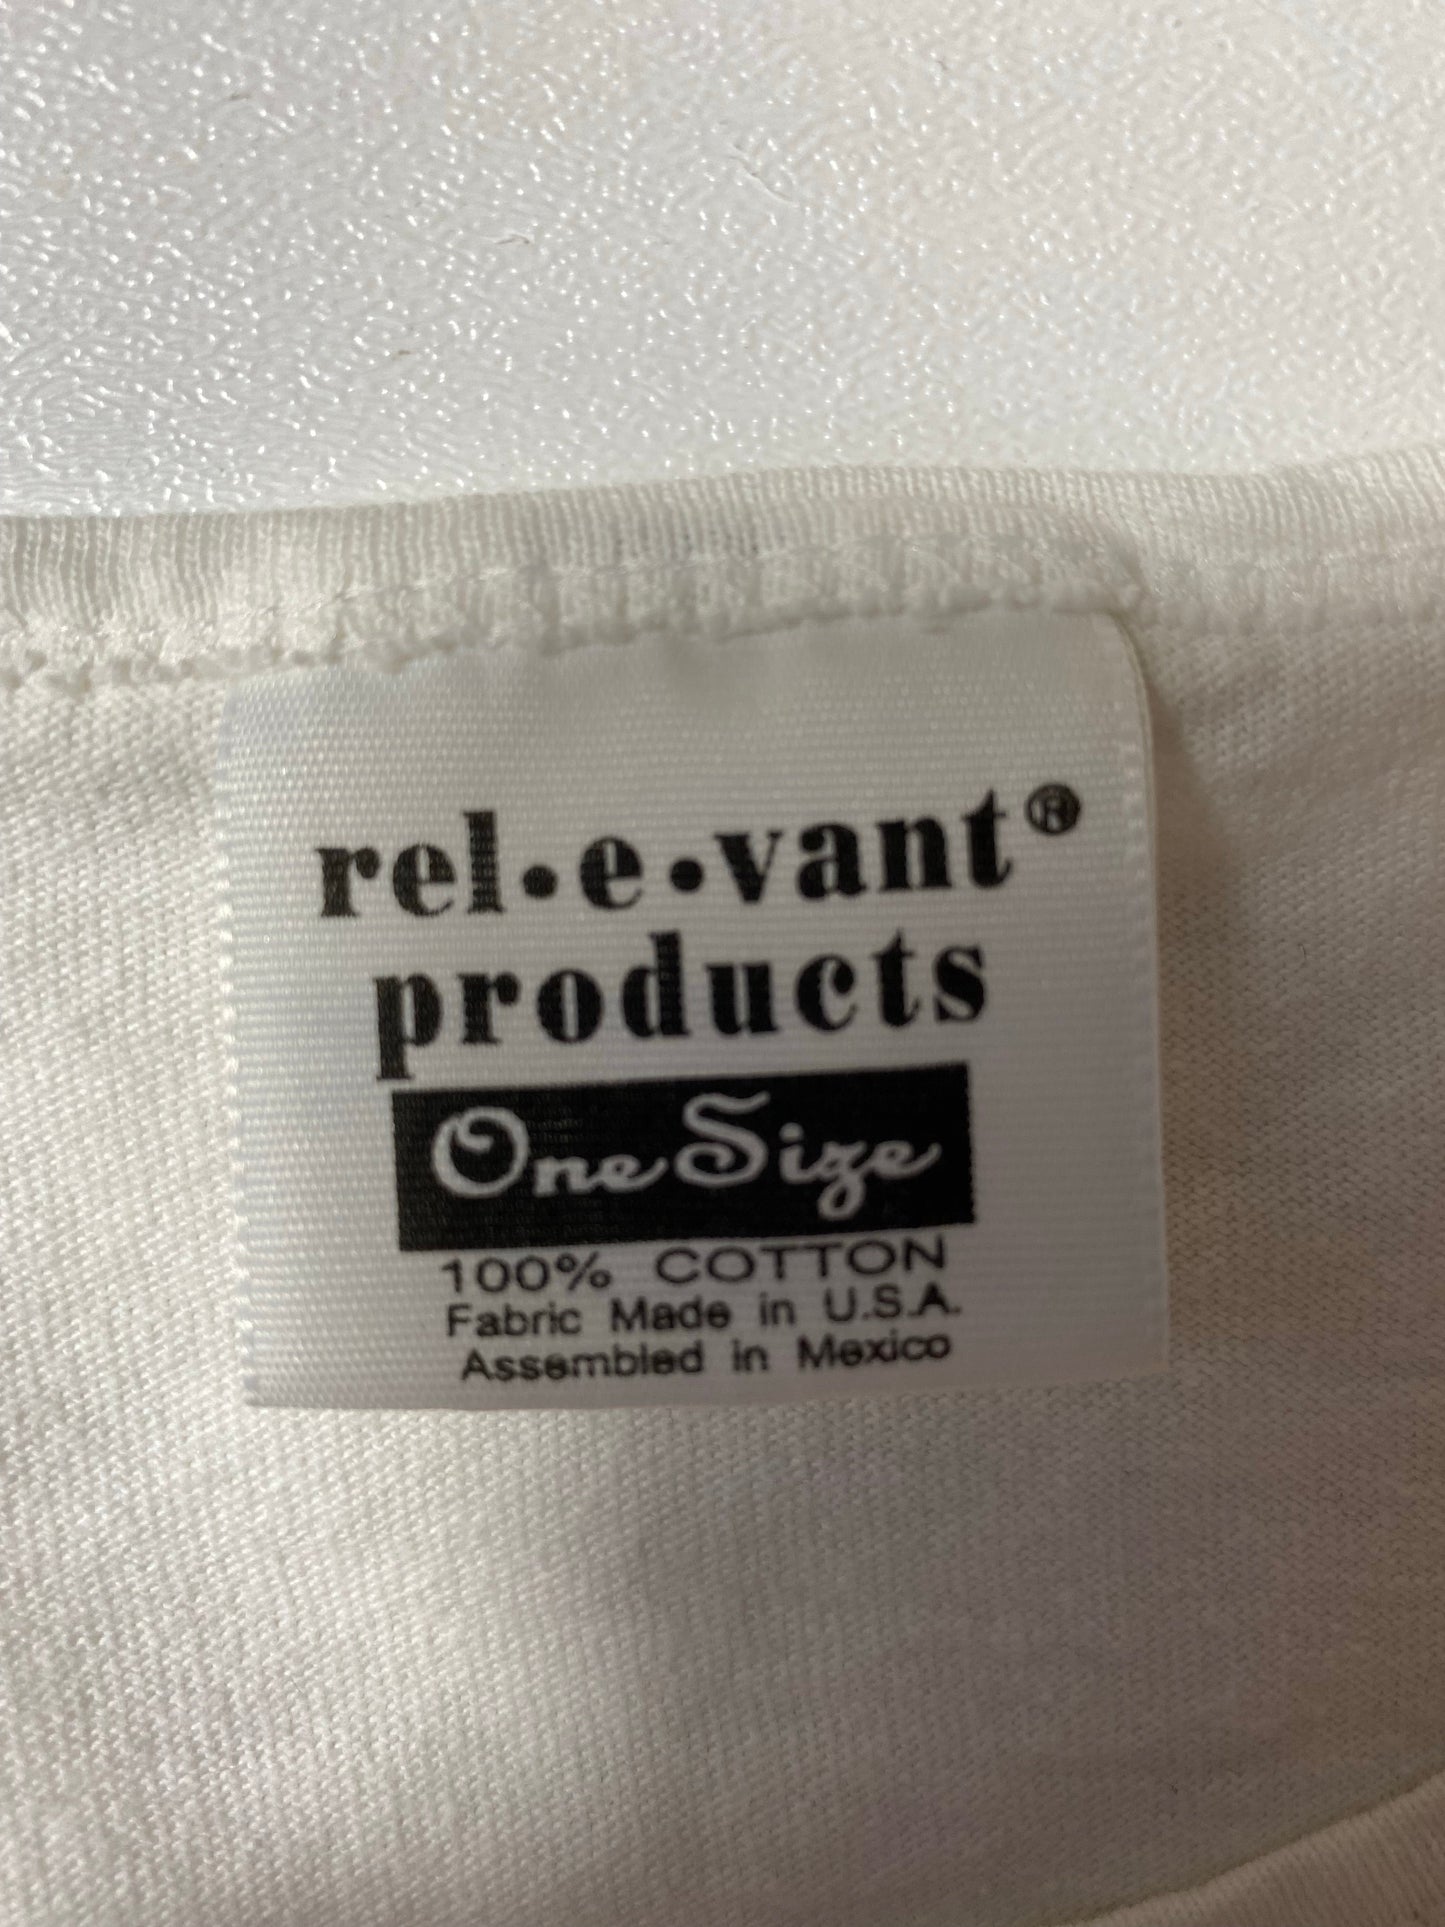 rel•e•vant®
products
One Size
100% COTTON
Fabric Made in U.S.A.
Assembled in Mexico